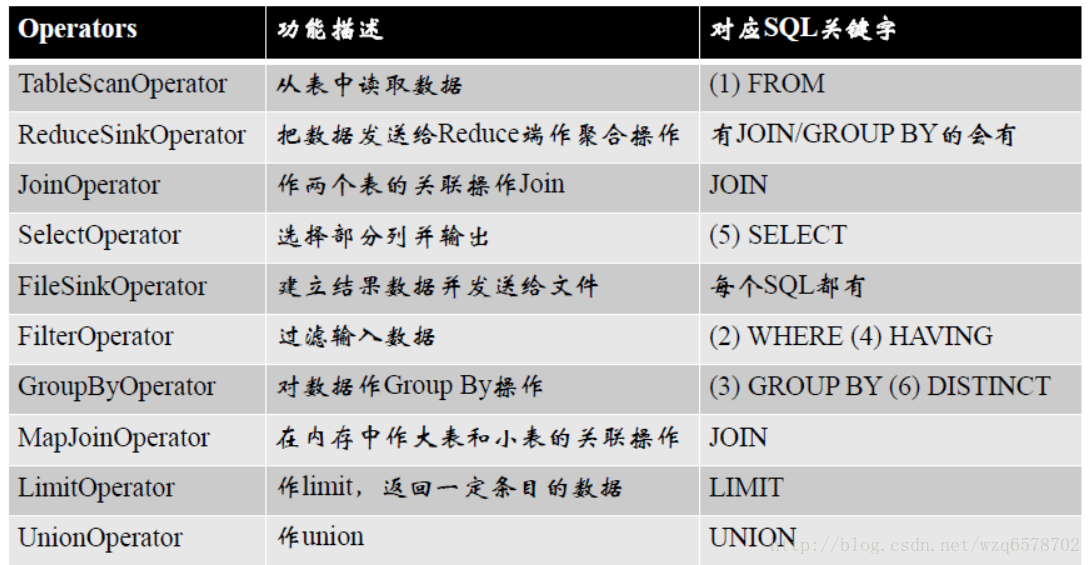 Operators 功能描述 对应SQL关键字
TableScanOperator 从表中读取数据 (1) FROM
ReduceSinkOperator 把数据发送给Reduce端作聚合操作 有JOIN/GROUP BY的会有
JoinOperator 作两个表的关联操作Join JOIN
SelectOperator 选择部分列并输出 (5) SELECT
FileSinkOperator 建立结果数据并发送给文件 每个SQL都有
FilterOperator 过滤输入数据 (2) WHERE (4) HAVING
GroupByOperator 对数据作Group By操作 (3) GROUP BY (6) DISTINCT
MapJoinOperator 在内存中作大表和小表的关联操作 JOIN
LimitOperator 作limit，返回一定条目的数据 LIMIT
UnionOperator 作union UNION
http://blog.csdn.net/wzq6578702